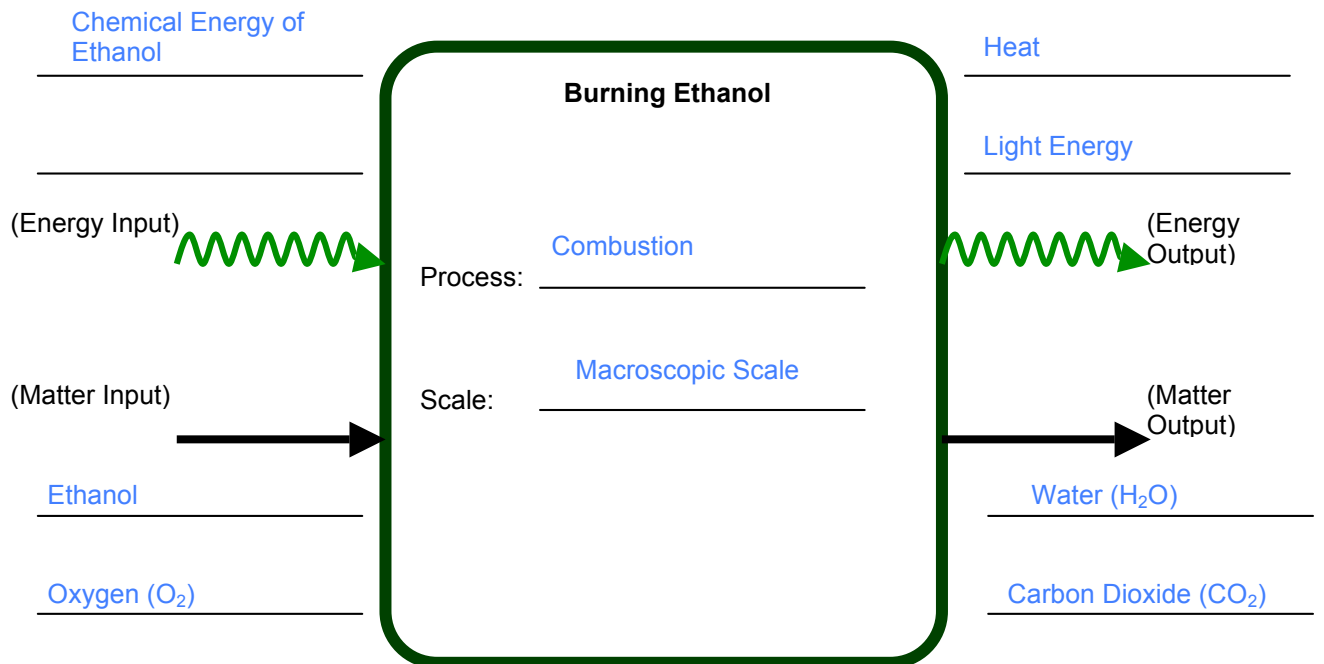 Chemical Energy of
Ethanol
Heat
Burning Ethanol
Light Energy
(Energy Input)
(Energy
Output)
Combustion
Process:
Macroscopic Scale
Scale:
(Matter Input)
(Matter
Output)
Ethanol
Water (H₂O)
Oxygen (O₂)
Carbon Dioxide (CO₂)